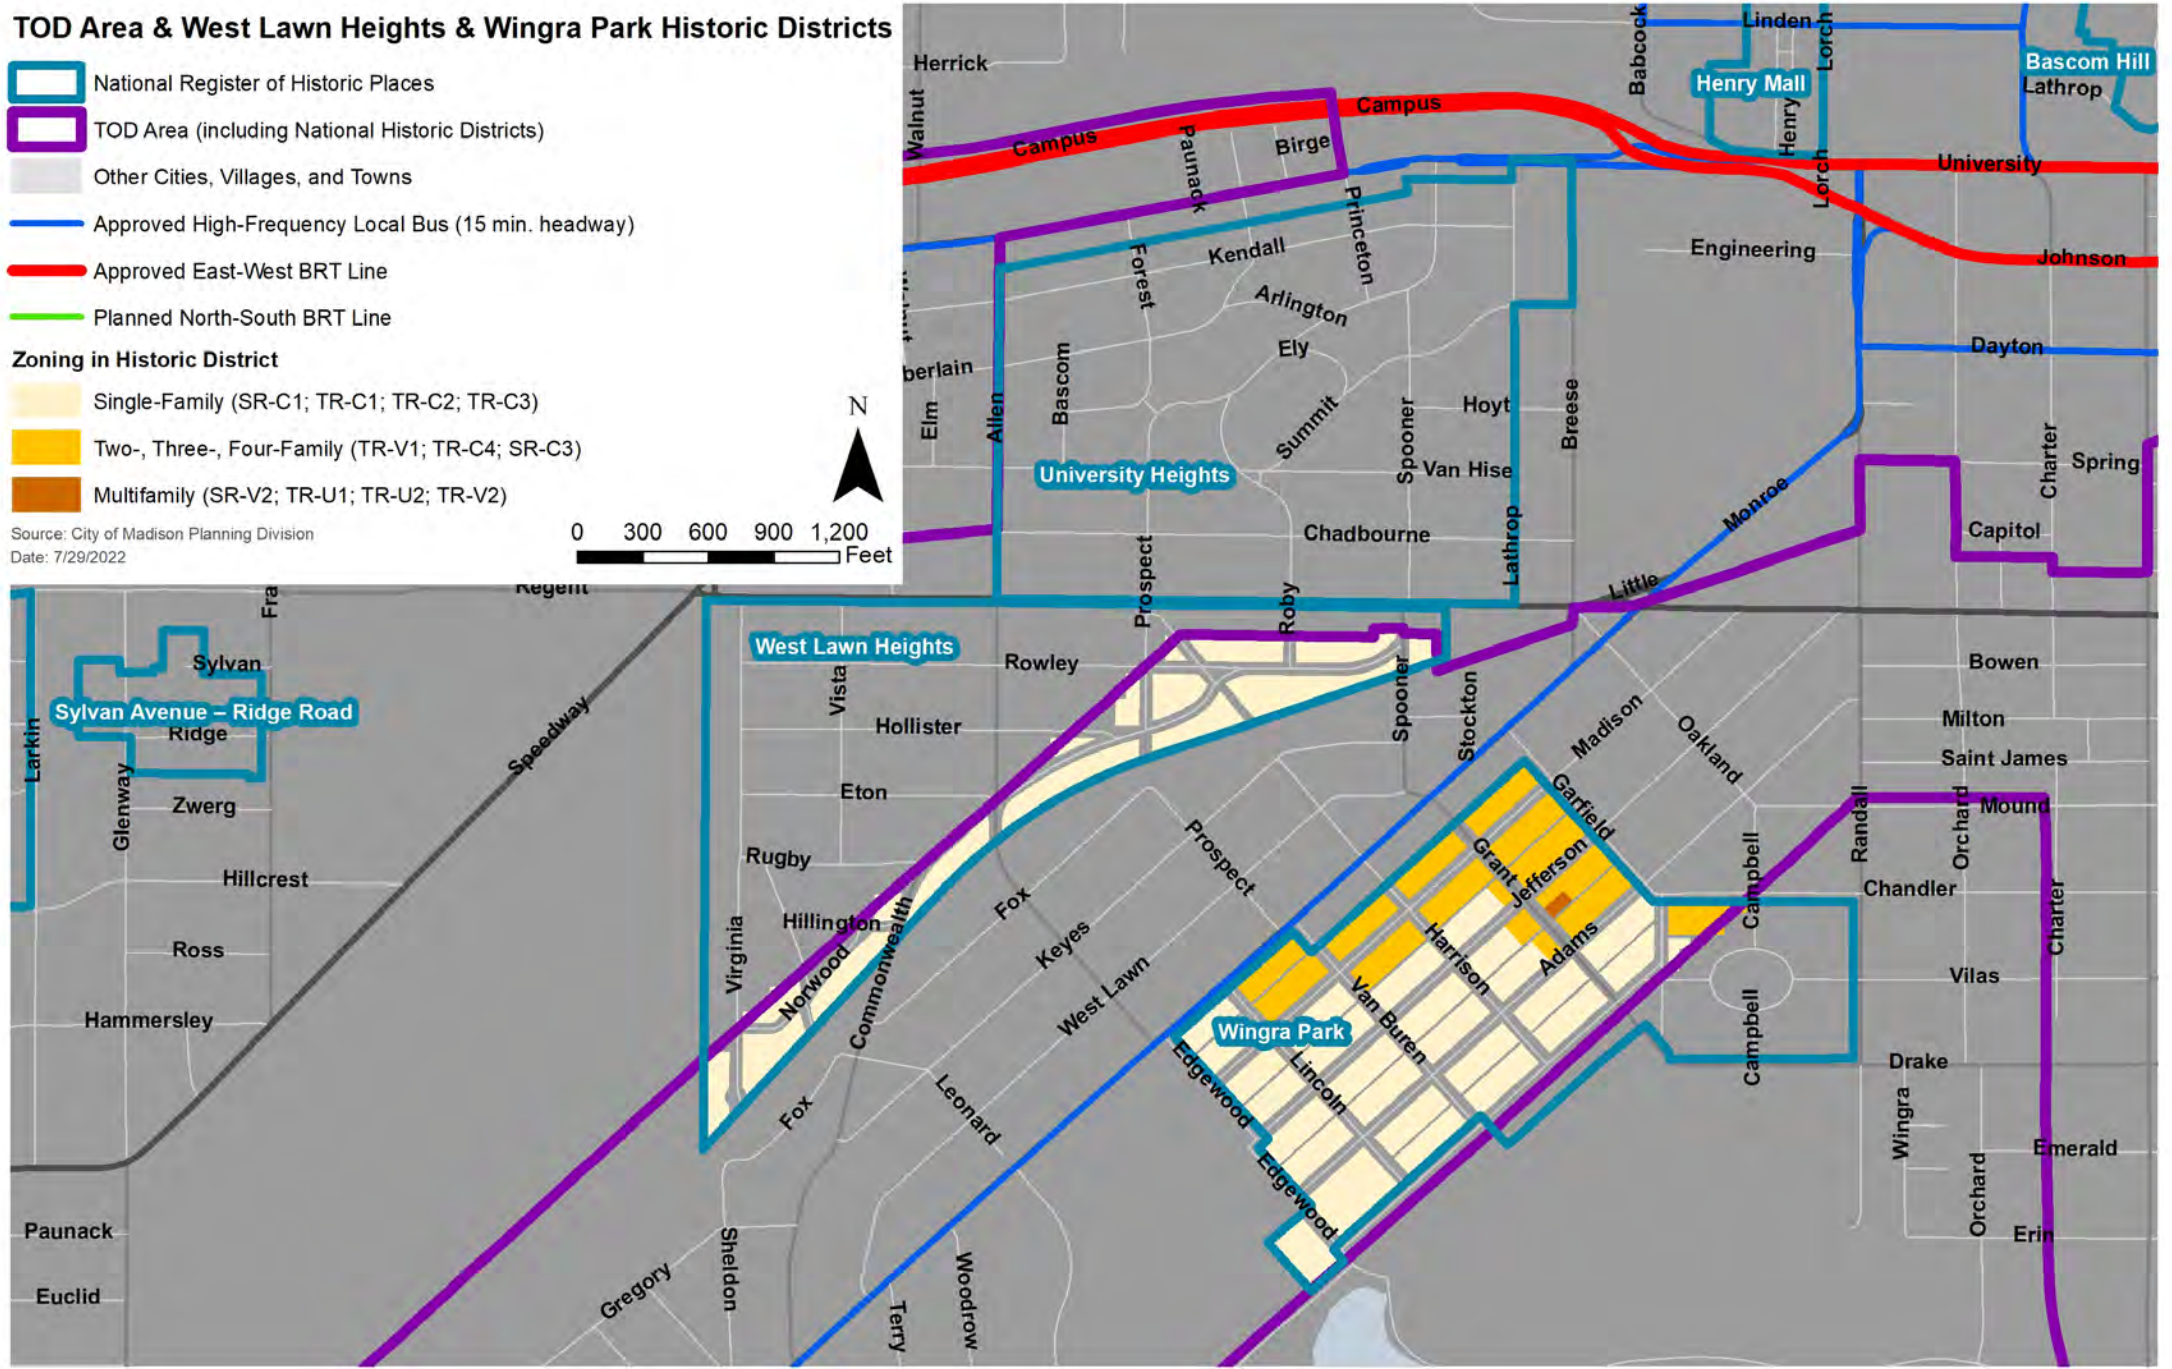 TOD Area & West Lawn Heights & Wingra Park Historic Districts
National Register of Historic Places
TOD Area (including National Historic Districts)
Other Cities, Villages, and Towns
Approved High-Frequency Local Bus (15 min. headway)
Approved East-West BRT Line
Planned North-South BRT Line
Zoning in Historic District
Single-Family (SR-C1; TR-C1; TR-C2; TR-C3)
Two-, Three-, Four-Family (TR-V1; TR-C4; SR-C3)
Multifamily (SR-V2; TR-U1; TR-U2; TR-V2)
Source: City of Madison Planning Division
Date: 7/29/2022
N
0 300 600 900 1,200
Feet
Herrick
Walnut
Campus
Paunack
Birge
Campus
Babcock
Linden
Lorch
Henry Mall
Henry
Lorch
Bascom Hill
Lathrop
University
Johnson
Engineering
Dayton
Princeton
Kendall
Forest
Arlington
Ely
berlain
Elm
Allen
Bascom
Summit
Spooner
Hoyt
Breese
Van Hise
University Heights
Chadbourne
Lathrop
Monroe
Charter
Spring
Capitol
Little
Regent
Fra
Prospect
Roby
Sylvan
Sylvan Avenue – Ridge Road
Ridge
Larkin
Glenway
Zwerg
Hillcrest
Ross
Hammersley
Paunack
Euclid
Speedway
West Lawn Heights
Rowley
Vista
Hollister
Eton
Rugby
Hillington
Virginia
Norwood
Commonwealth
Fox
Keyes
West Lawn
Prospect
Spooner
Stockton
Madison
Oakland
Bowen
Milton
Saint James
Garfield
Grant
Jefferson
Harrison
Adams
Van Buren
Wingra Park
Lincoln
Edgewood
Edgewood
Campbell
Campbell
Randall
Orchard
Mound
Chandler
Charter
Vilas
Drake
Wingra
Emerald
Orchard
Erin
Fox
Leonard
Sheldon
Gregory
Terry
Woodrow